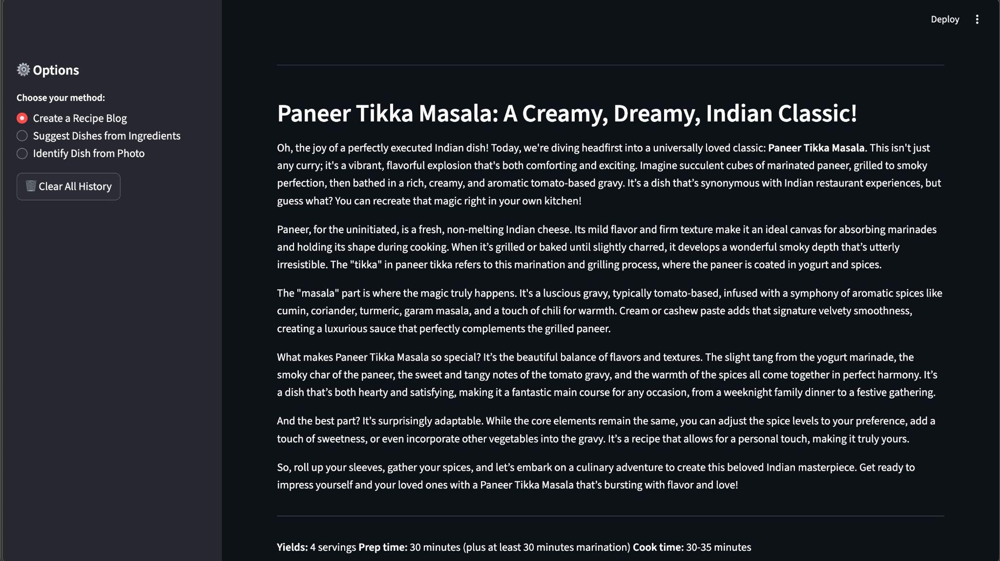 Deploy
⚙️ Options
Choose your method:
Create a Recipe Blog
Suggest Dishes from Ingredients
Identify Dish from Photo
🗑️ Clear All History
Paneer Tikka Masala: A Creamy, Dreamy, Indian Classic!
Oh, the joy of a perfectly executed Indian dish! Today, we're diving headfirst into a universally loved classic: Paneer Tikka Masala. This isn't just
any curry; it's a vibrant, flavorful explosion that's both comforting and exciting. Imagine succulent cubes of marinated paneer, grilled to smoky
perfection, then bathed in a rich, creamy, and aromatic tomato-based gravy. It’s a dish that’s synonymous with Indian restaurant experiences, but
guess what? You can recreate that magic right in your own kitchen!
Paneer, for the uninitiated, is a fresh, non-melting Indian cheese. Its mild flavor and firm texture make it an ideal canvas for absorbing marinades
and holding its shape during cooking. When it’s grilled or baked until slightly charred, it develops a wonderful smoky depth that’s utterly
irresistible. The "tikka" in paneer tikka refers to this marination and grilling process, where the paneer is coated in yogurt and spices.
The "masala" part is where the magic truly happens. It's a luscious gravy, typically tomato-based, infused with a symphony of aromatic spices like
cumin, coriander, turmeric, garam masala, and a touch of chili for warmth. Cream or cashew paste adds that signature velvety smoothness,
creating a luxurious sauce that perfectly complements the grilled paneer.
What makes Paneer Tikka Masala so special? It’s the beautiful balance of flavors and textures. The slight tang from the yogurt marinade, the
smoky char of the paneer, the sweet and tangy notes of the tomato gravy, and the warmth of the spices all come together in perfect harmony. It’s
a dish that’s both hearty and satisfying, making it a fantastic main course for any occasion, from a weeknight family dinner to a festive gathering.
And the best part? It’s surprisingly adaptable. While the core elements remain the same, you can adjust the spice levels to your preference, add a
touch of sweetness, or even incorporate other vegetables into the gravy. It’s a recipe that allows for a personal touch, making it truly yours.
So, roll up your sleeves, gather your spices, and let’s embark on a culinary adventure to create this beloved Indian masterpiece. Get ready to
impress yourself and your loved ones with a Paneer Tikka Masala that’s bursting with flavor and love!
Yields: 4 servings Prep time: 30 minutes (plus at least 30 minutes marination) Cook time: 30-35 minutes